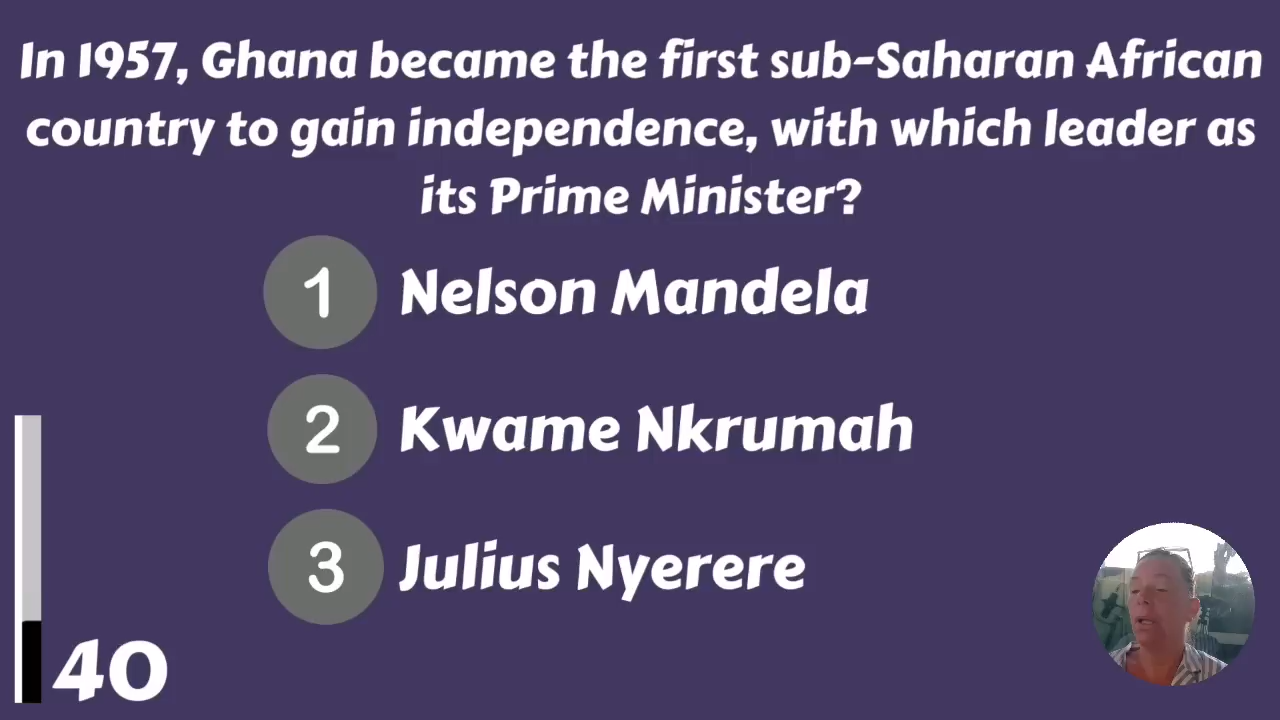 In 1957, Ghana became the first sub-Saharan African
country to gain independence, with which leader as
its Prime Minister?
1 Nelson Mandela
2 Kwame Nkrumah
3 Julius Nyerere
40